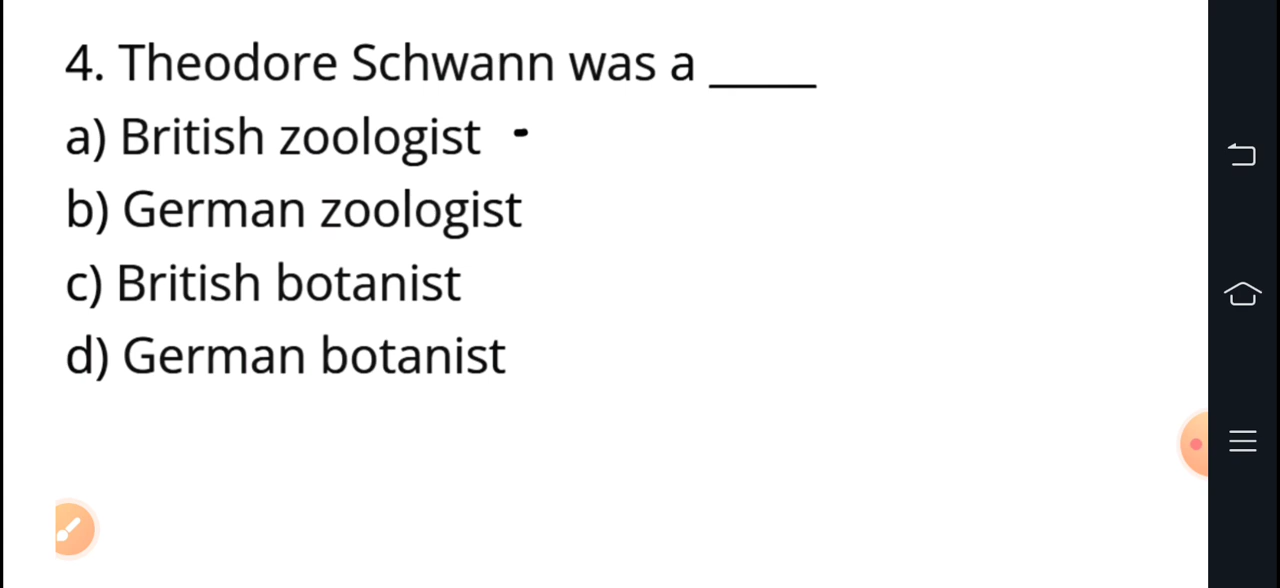 4. Theodore Schwann was a _____
a) British zoologist -
b) German zoologist
c) British botanist
d) German botanist